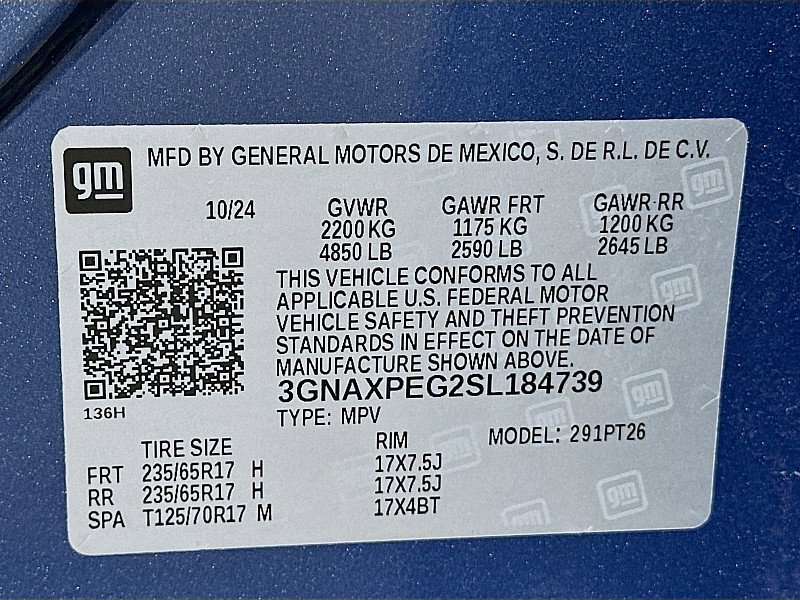 gm MFD BY GENERAL MOTORS DE MEXICO, S. DE R.L. DE C.V.
10/24 GVWR GAWR FRT GAWR RR
2200 KG 1175 KG 1200 KG
4850 LB 2590 LB 2645 LB
THIS VEHICLE CONFORMS TO ALL
APPLICABLE U.S. FEDERAL MOTOR
VEHICLE SAFETY AND THEFT PREVENTION
STANDARDS IN EFFECT ON THE DATE OF
MANUFACTURE SHOWN ABOVE.
3GNAXPEG2SL184739
136H TYPE: MPV MODEL: 291PT26
TIRE SIZE RIM
FRT 235/65R17 H 17X7.5J
RR 235/65R17 H 17X7.5J
SPA T125/70R17 M 17X4BT